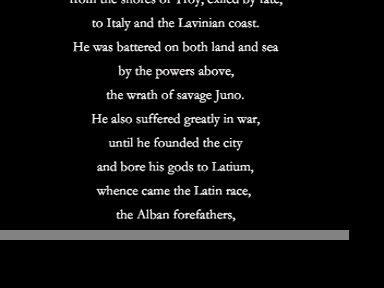 from the shores of Troy, exiled by fate,
to Italy and the Lavinian coast.
He was battered on both land and sea
by the powers above,
the wrath of savage Juno.
He also suffered greatly in war,
until he founded the city
and bore his gods to Latium,
whence came the Latin race,
the Alban forefathers,